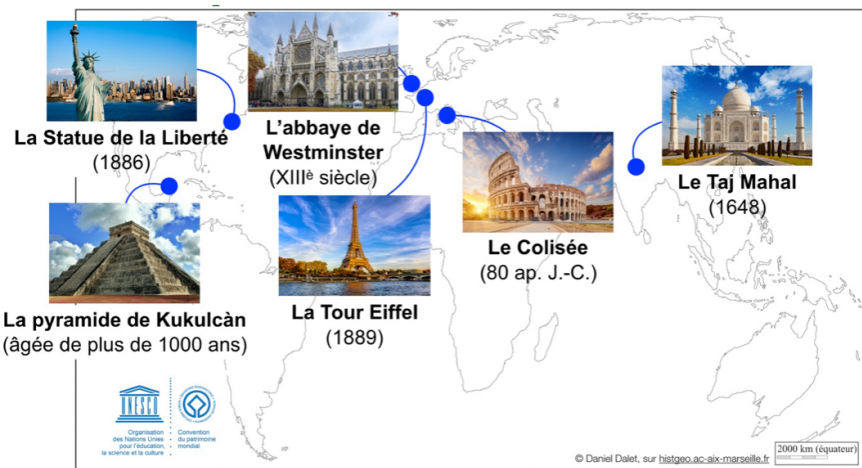 La Statue de la Liberté
(1886)
L'abbaye de
Westminster
(XIIIè siècle)
Le Taj Mahal
(1648)
Le Colisée
(80 ap. J.-C.)
La Tour Eiffel
(1889)
La pyramide de Kukulcàn
(âgée de plus de 1000 ans)
UNESCO
Organisation
des Nations Unies
pour l'éducation,
la science et la culture
Convention
du patrimoine
mondial
© Daniel Dalet, sur histgeo.ac-aix-marseille.fr
2000 km (équateur)